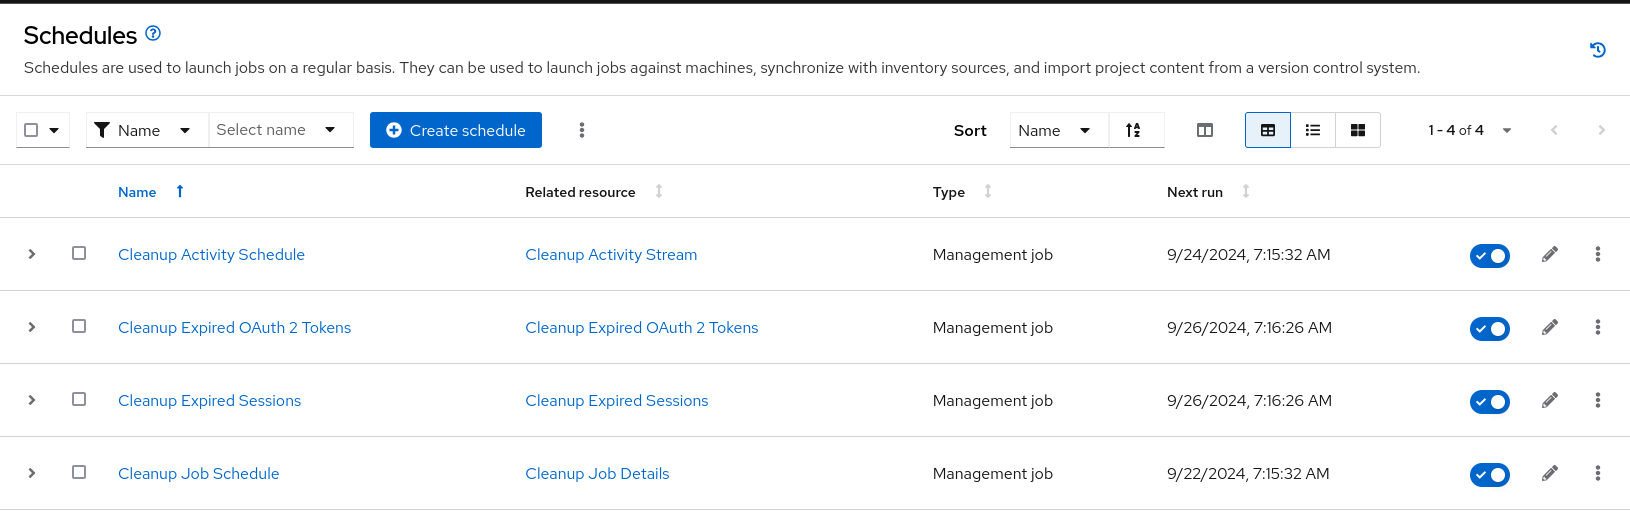 Schedules
Schedules are used to launch jobs on a regular basis. They can be used to launch jobs against machines, synchronize with inventory sources, and import project content from a version control system.
Name Select name Create schedule Sort Name 1 - 4 of 4
Name Related resource Type Next run
Cleanup Activity Schedule Cleanup Activity Stream Management job 9/24/2024, 7:15:32 AM
Cleanup Expired OAuth 2 Tokens Cleanup Expired OAuth 2 Tokens Management job 9/26/2024, 7:16:26 AM
Cleanup Expired Sessions Cleanup Expired Sessions Management job 9/26/2024, 7:16:26 AM
Cleanup Job Schedule Cleanup Job Details Management job 9/22/2024, 7:15:32 AM